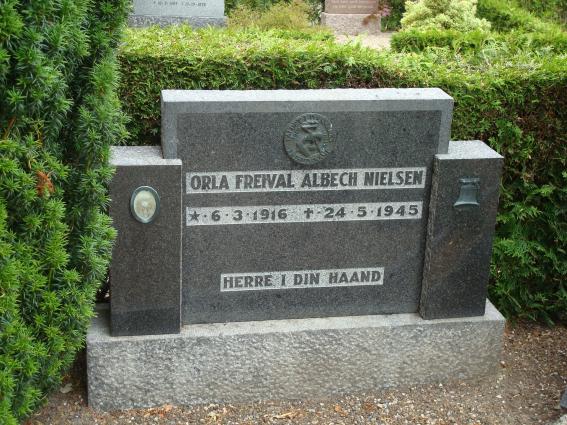 ORLA FREIVAL ALBECH NIELSEN
★·6·3·1916 ✝·24·5·1945
HERRE I DIN HAAND